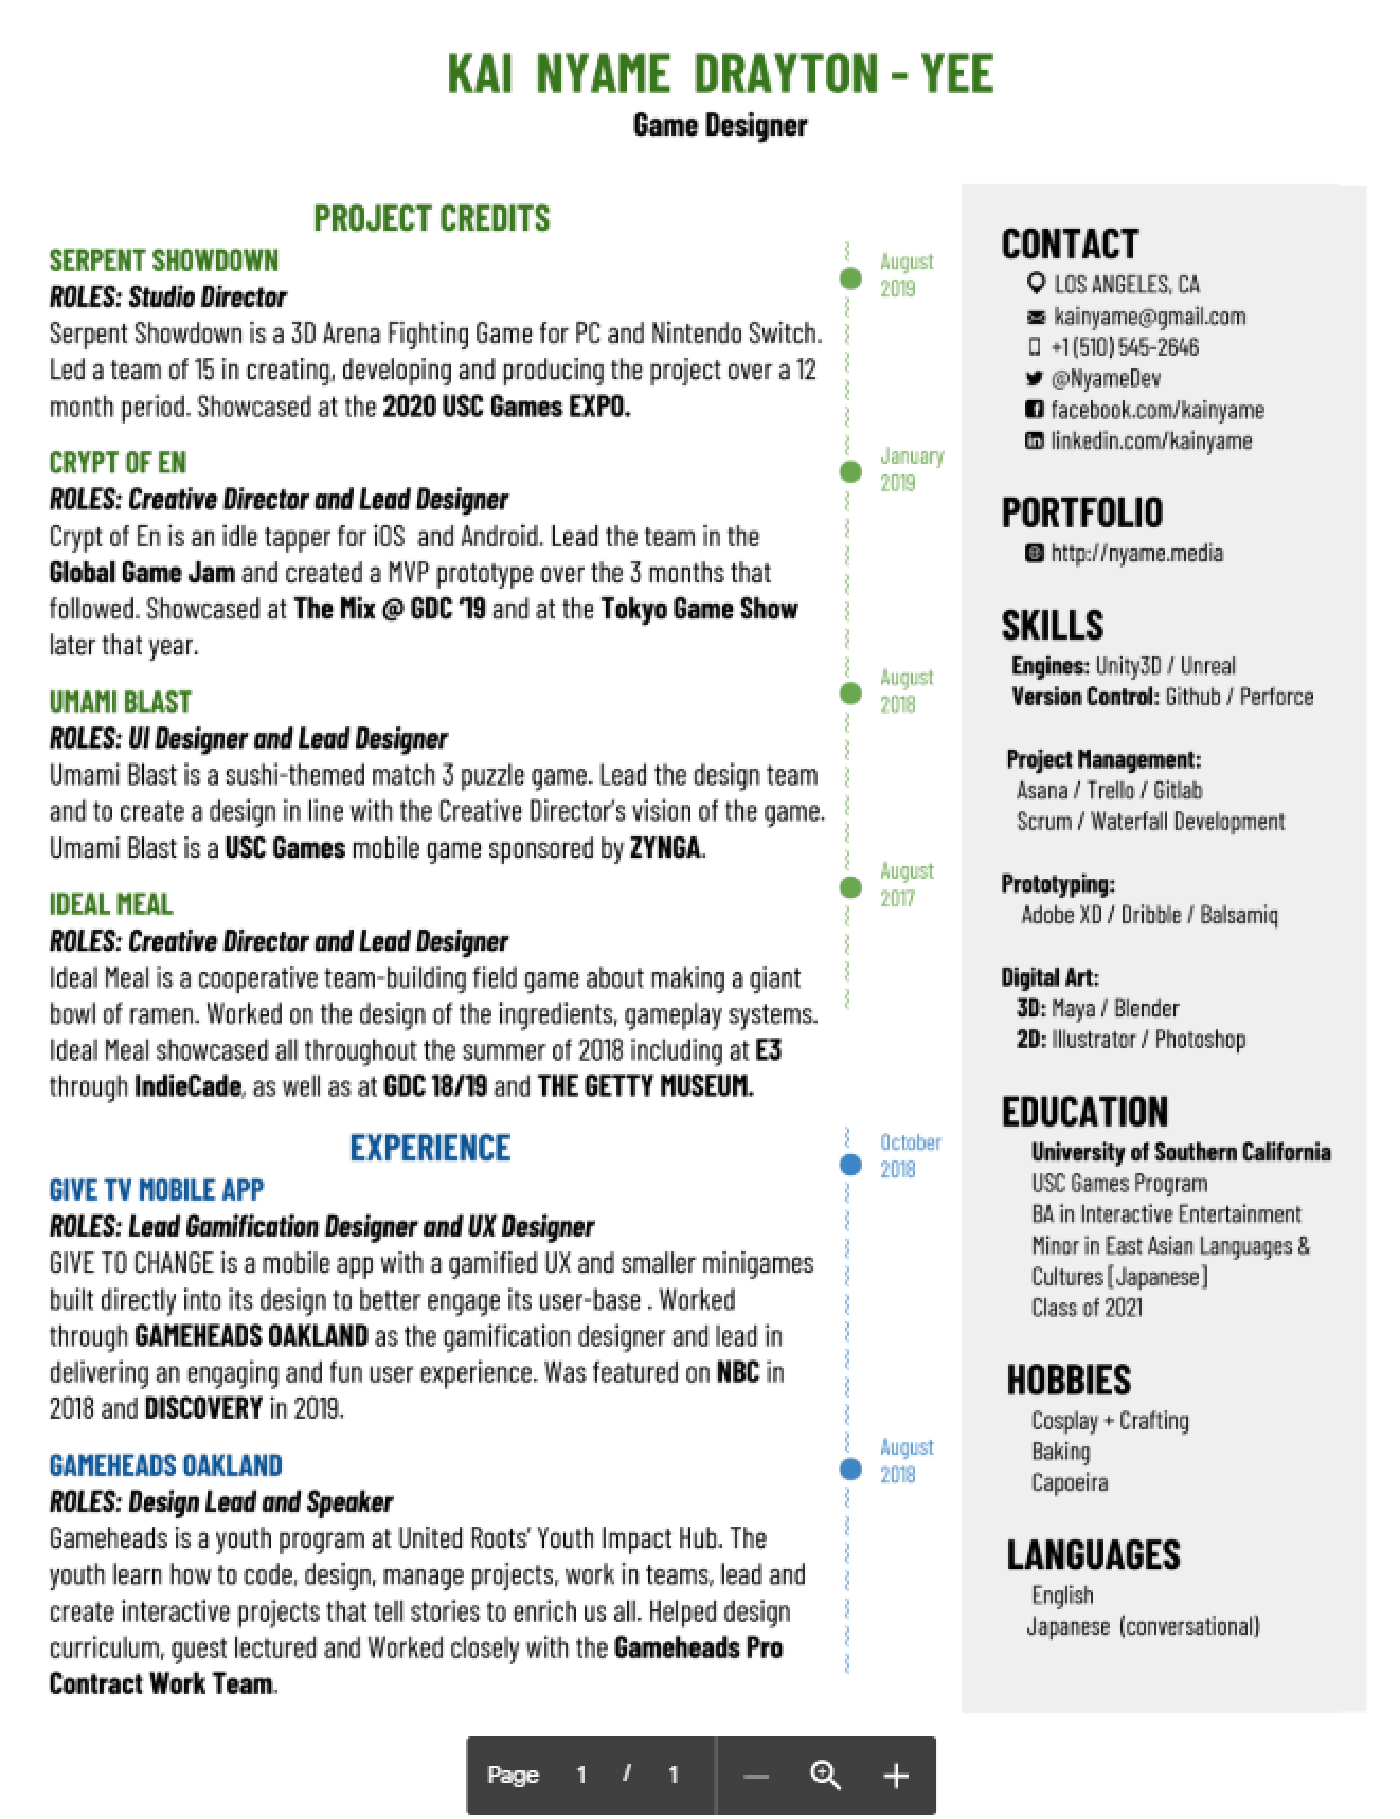 KAI NYAME DRAYTON - YEE
Game Designer
PROJECT CREDITS
SERPENT SHOWDOWN
ROLES: Studio Director
Serpent Showdown is a 3D Arena Fighting Game for PC and Nintendo Switch.
Led a team of 15 in creating, developing and producing the project over a 12
month period. Showcased at the 2020 USC Games EXPO.
August
2019
CRYPT OF EN
ROLES: Creative Director and Lead Designer
Crypt of En is an idle tapper for iOS and Android. Lead the team in the
Global Game Jam and created a MVP prototype over the 3 months that
followed. Showcased at The Mix @ GDC '19 and at the Tokyo Game Show
later that year.
January
2019
UMAMI BLAST
ROLES: UI Designer and Lead Designer
Umami Blast is a sushi-themed match 3 puzzle game. Lead the design team
and to create a design in line with the Creative Director's vision of the game.
Umami Blast is a USC Games mobile game sponsored by ZYNGA.
August
2018
IDEAL MEAL
ROLES: Creative Director and Lead Designer
Ideal Meal is a cooperative team-building field game about making a giant
bowl of ramen. Worked on the design of the ingredients, gameplay systems.
Ideal Meal showcased all throughout the summer of 2018 including at E3
through IndieCade, as well as at GDC 18/19 and THE GETTY MUSEUM.
August
2017
EXPERIENCE
GIVE TV MOBILE APP
ROLES: Lead Gamification Designer and UX Designer
GIVE TO CHANGE is a mobile app with a gamified UX and smaller minigames
built directly into its design to better engage its user-base . Worked
through GAMEHEADS OAKLAND as the gamification designer and lead in
delivering an engaging and fun user experience. Was featured on NBC in
2018 and DISCOVERY in 2019.
October
2018
GAMEHEADS OAKLAND
ROLES: Design Lead and Speaker
Gameheads is a youth program at United Roots' Youth Impact Hub. The
youth learn how to code, design, manage projects, work in teams, lead and
create interactive projects that tell stories to enrich us all. Helped design
curriculum, guest lectured and Worked closely with the Gameheads Pro
Contract Work Team.
August
2018
CONTACT
LOS ANGELES, CA
kainyame@gmail.com
+1 (510) 545-2646
@NyameDev
facebook.com/kainyame
linkedin.com/kainyame
PORTFOLIO
http://nyame.media
SKILLS
Engines: Unity3D / Unreal
Version Control: Github / Perforce
Project Management:
Asana / Trello / Gitlab
Scrum / Waterfall Development
Prototyping:
Adobe XD / Dribble / Balsamiq
Digital Art:
3D: Maya / Blender
2D: Illustrator / Photoshop
EDUCATION
University of Southern California
USC Games Program
BA in Interactive Entertainment
Minor in East Asian Languages &
Cultures [Japanese]
Class of 2021
HOBBIES
Cosplay + Crafting
Baking
Capoeira
LANGUAGES
English
Japanese (conversational)
Page 1 / 1